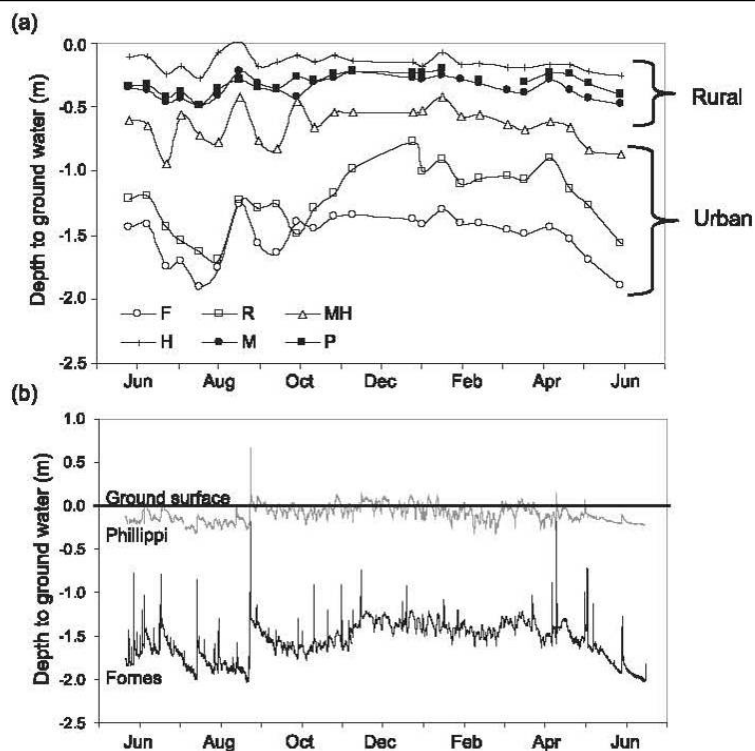 (a)
Depth to ground water (m)
0.0
-0.5
-1.0
-1.5
-2.0
-2.5
F R MH
H M P
Rural
Urban
Jun Aug Oct Dec Feb Apr Jun
(b)
Depth to ground water (m)
1.0
0.5
0.0
-0.5
-1.0
-1.5
-2.0
-2.5
Ground surface
Phillippi
Fornes
Jun Aug Oct Dec Feb Apr Jun